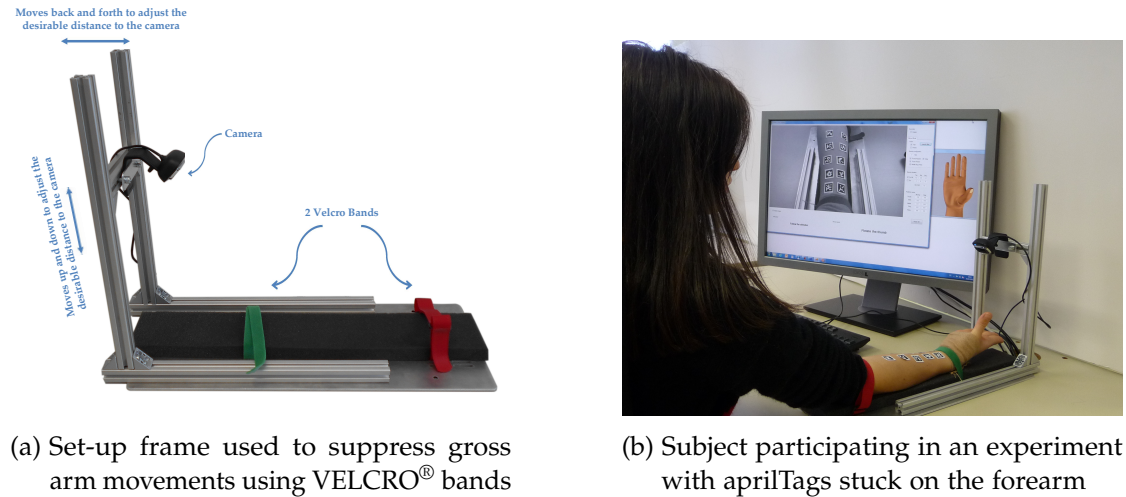 Moves back and forth to adjust the
desirable distance to the camera
Camera
Moves up and down to adjust the
desirable distance to the camera
2 Velcro Bands
(a) Set-up frame used to suppress gross
arm movements using VELCRO® bands
(b) Subject participating in an experiment
with aprilTags stuck on the forearm